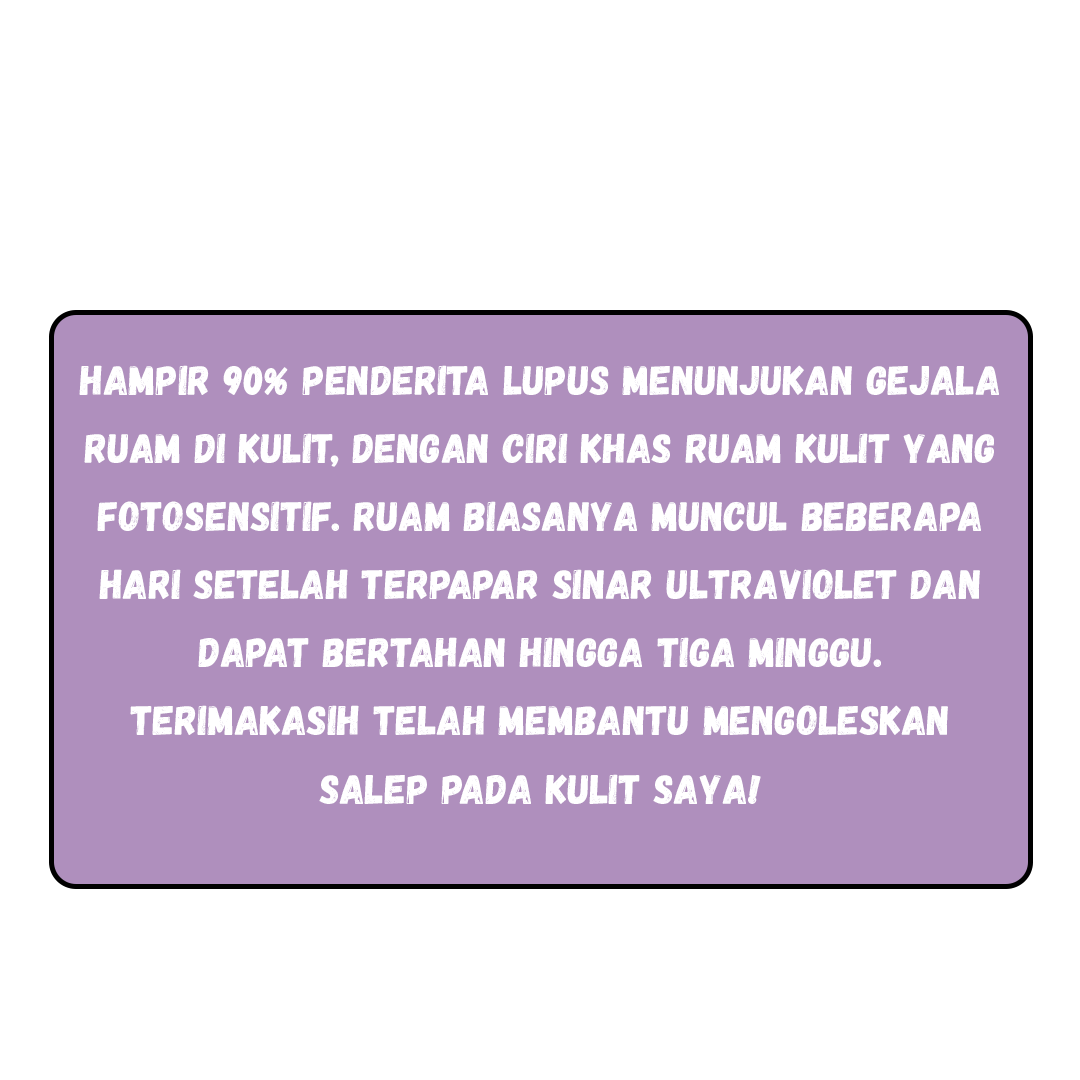 HAMPIR 90% PENDERITA LUPUS MENUNJUKAN GEJALA
RUAM DI KULIT, DENGAN CIRI KHAS RUAM KULIT YANG
FOTOSENSITIF. RUAM BIASANYA MUNCUL BEBERAPA
HARI SETELAH TERPAPAR SINAR ULTRAVIOLET DAN
DAPAT BERTAHAN HINGGA TIGA MINGGU.
TERIMAKASIH TELAH MEMBANTU MENGOLESKAN
SALEP PADA KULIT SAYA!